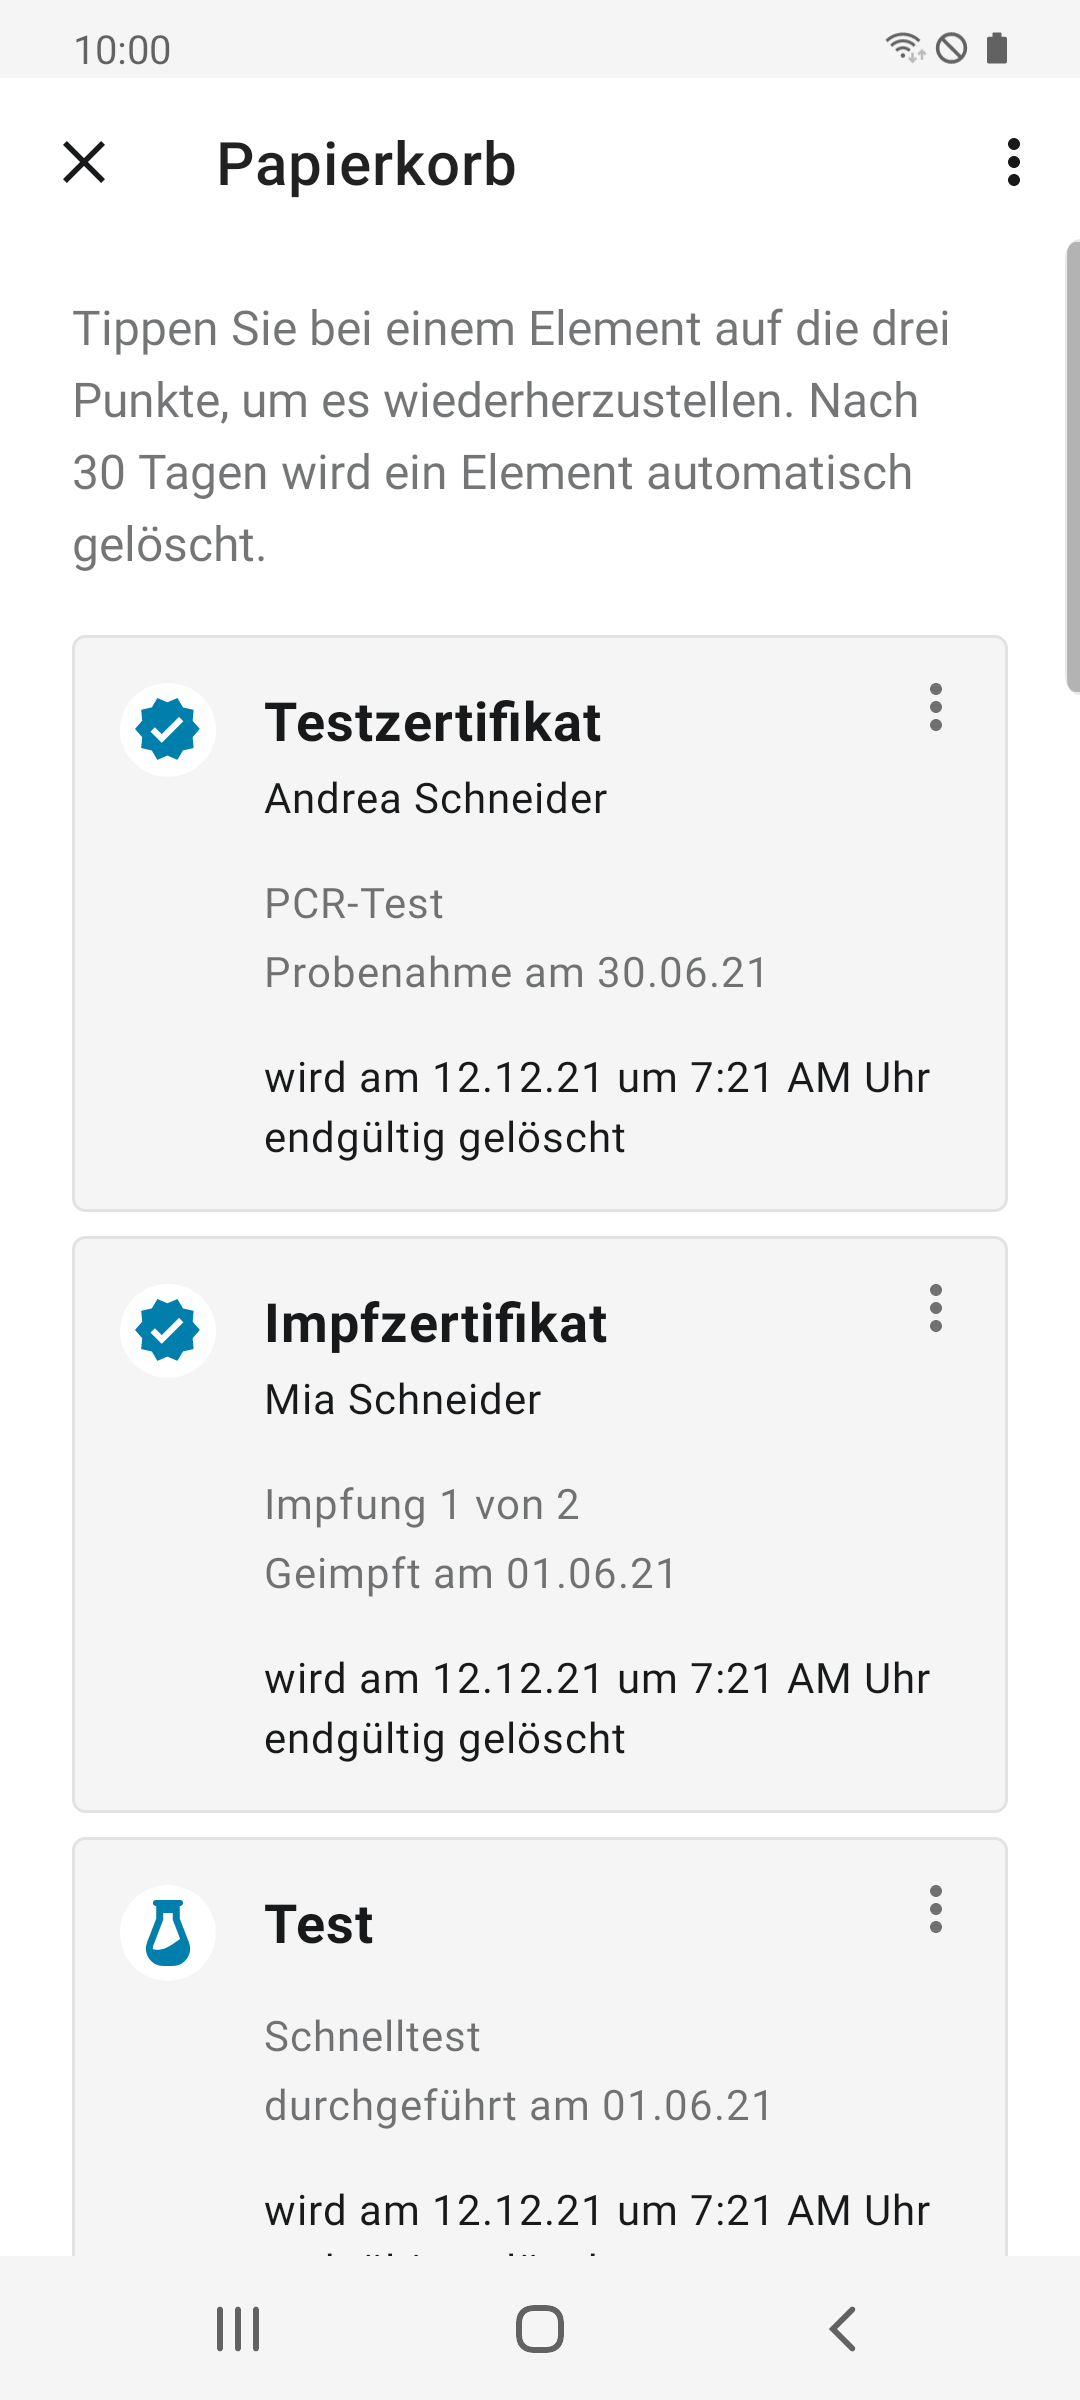 10:00
Papierkorb
Tippen Sie bei einem Element auf die drei
Punkte, um es wiederherzustellen. Nach
30 Tagen wird ein Element automatisch
gelöscht.
Testzertifikat
Andrea Schneider
PCR-Test
Probenahme am 30.06.21
wird am 12.12.21 um 7:21 AM Uhr
endgültig gelöscht
Impfzertifikat
Mia Schneider
Impfung 1 von 2
Geimpft am 01.06.21
wird am 12.12.21 um 7:21 AM Uhr
endgültig gelöscht
Test
Schnelltest
durchgeführt am 01.06.21
wird am 12.12.21 um 7:21 AM Uhr